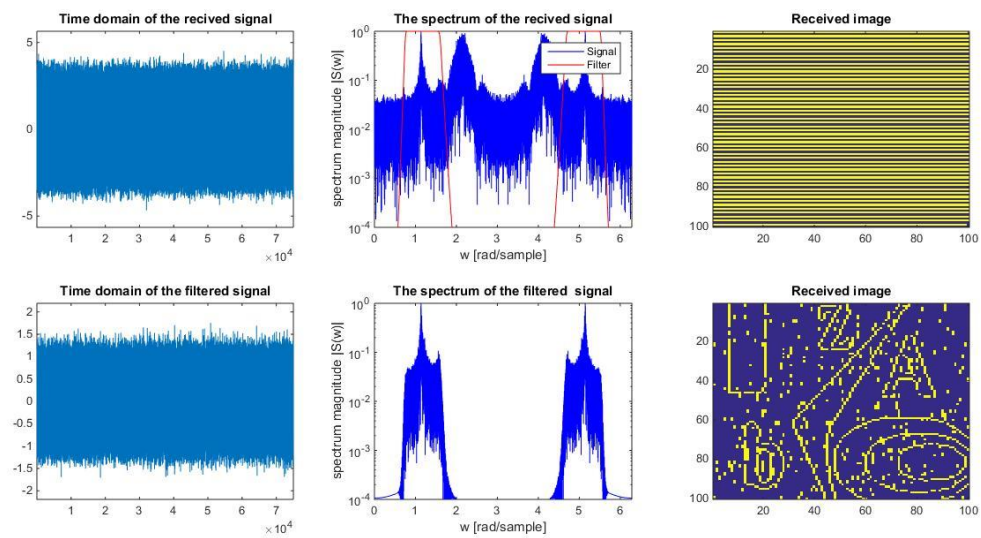 Time domain of the recived signal
5
0
-5
1 2 3 4 5 6 7
× 10⁴
The spectrum of the recived signal
spectrum magnitude |S(w)|
10⁰
10⁻¹
10⁻²
10⁻³
10⁻⁴
Signal
Filter
0 1 2 3 4 5 6
w [rad/sample]
Received image
20
40
60
80
100
20 40 60 80 100
Time domain of the filtered signal
2
1.5
1
0.5
0
-0.5
-1
-1.5
-2
1 2 3 4 5 6 7
× 10⁴
The spectrum of the filtered signal
spectrum magnitude |S(w)|
10⁰
10⁻¹
10⁻²
10⁻³
10⁻⁴
0 1 2 3 4 5 6
w [rad/sample]
Received image
20
40
60
80
100
Z
A
20 40 60 80 100